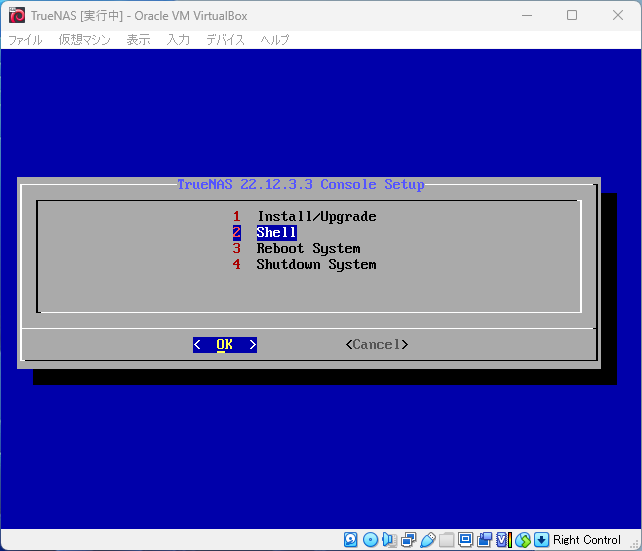 TrueNAS [実行中] - Oracle VM VirtualBox
ファイル 仮想マシン 表示 入力 デバイス ヘルプ
TrueNAS 22.12.3.3 Console Setup
1 Install/Upgrade
2 Shell
3 Reboot System
4 Shutdown System
< OK > <Cancel>
Right Control